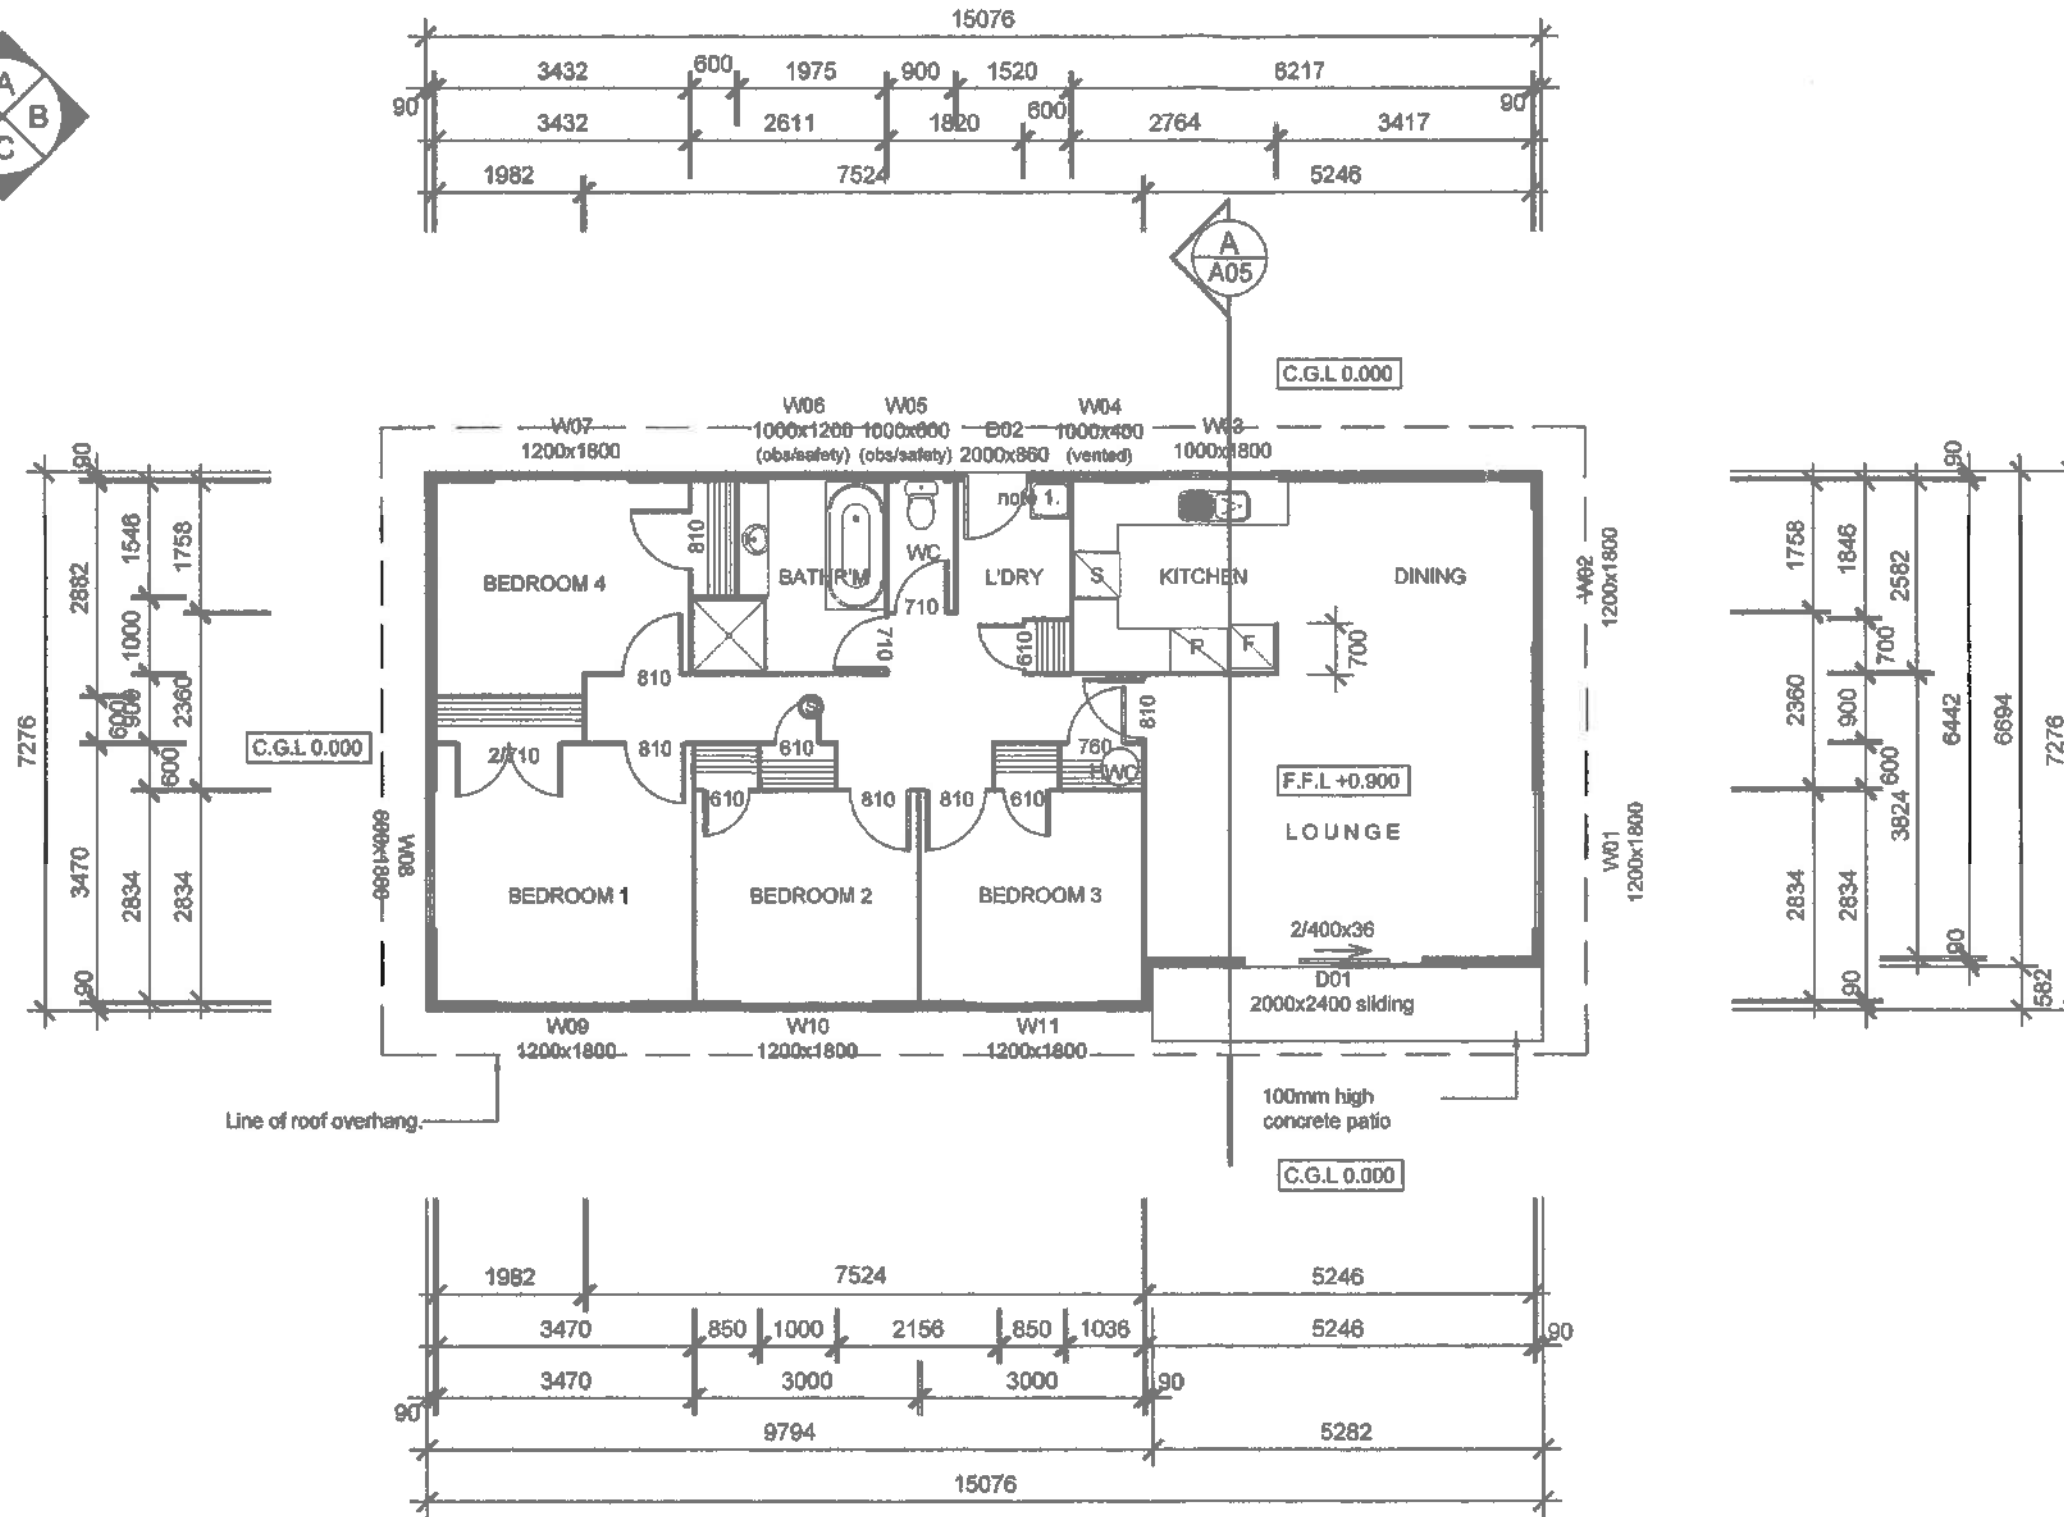 15076
3432 600 1975 900 1520 6217
90 90
3432 2611 1820 600 2764 3417
1982 7524 5246
A
B
C
A
A05
C.G.L 0.000
W07
1200x1800
W06
1000x1200
(obs/safety)
W05
1000x600
(obs/safety)
D02
2000x860
W04
1000x400
(vented)
W03
1000x1800
note 1.
810
WC
BEDROOM 4
BATHR'M
L'DRY
S
KITCHEN
DINING
710
710
610
P
F
700
810
W02
1200x1800
C.G.L 0.000
2/710
810
610
760
810
HWC
F.F.L +0.900
610
810
810
610
LOUNGE
W08
600x1800
W01
1200x1800
BEDROOM 1
BEDROOM 2
BEDROOM 3
2/400x36
D01
2000x2400 sliding
W09
1200x1800
W10
1200x1800
W11
1200x1800
Line of roof overhang.
100mm high
concrete patio
C.G.L 0.000
7276
90 2882 600 3470 90
1546 1000 900 600 2834
1758 2360 2834
1758 2360 2834
1846 700 900 600 2834 90
2582 3824
90 6442 90
6694 582
7276
1982 7524 5246
3470 850 1000 2156 850 1036 5246 90
3470 3000 3000 90
90
9794 5282
15076